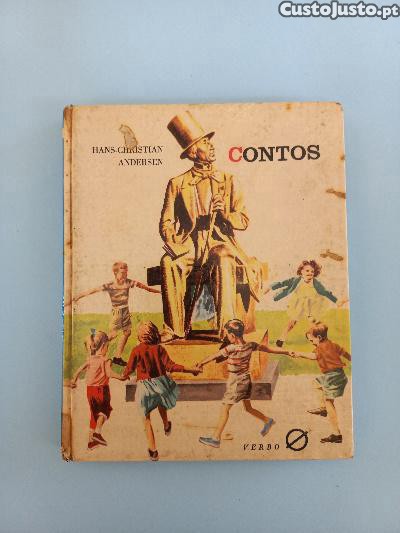 CustoJusto.pt
HANS-CHRISTIAN
ANDERSEN
CONTOS
VERBO